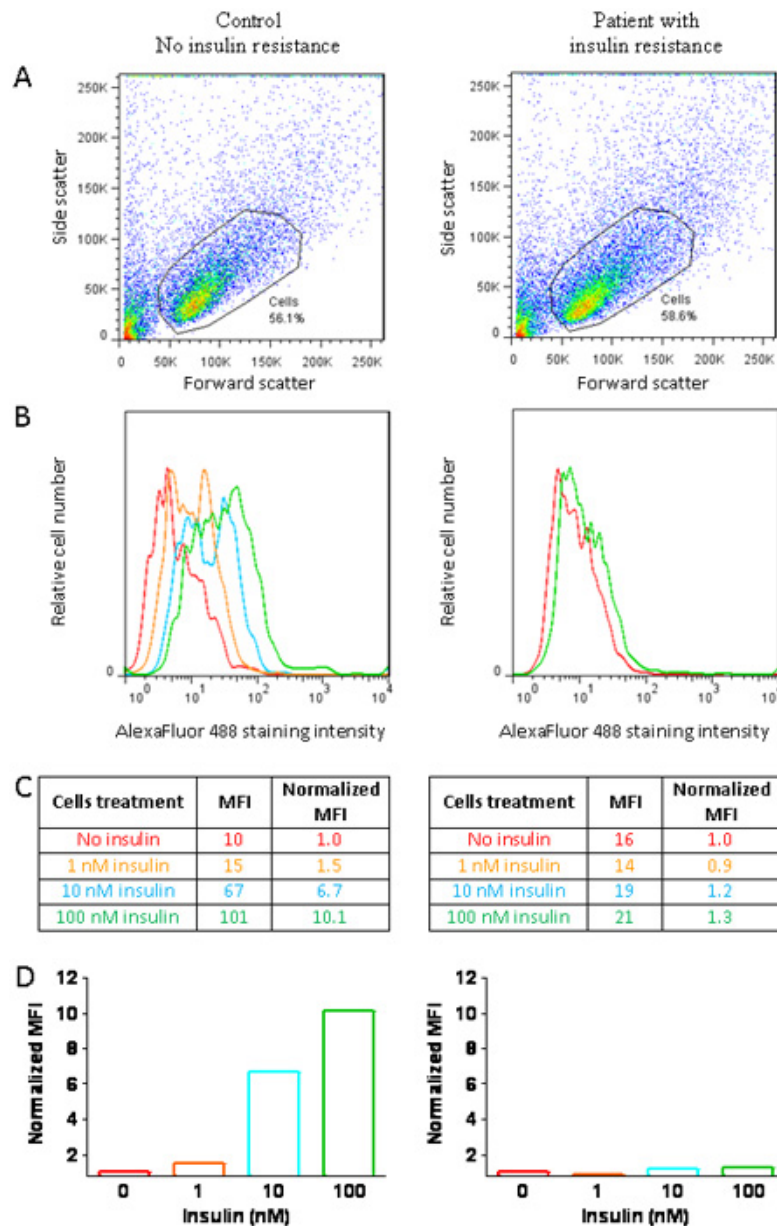 Control
No insulin resistance
Patient with
insulin resistance
A
250K
200K
150K
100K
50K
0
Side scatter
Cells
56.1%
0
50K
100K
150K
200K
250K
Forward scatter
250K
200K
150K
100K
50K
0
Side scatter
Cells
58.6%
0
50K
100K
150K
200K
250K
Forward scatter
B
Relative cell number
0
10^0
10^1
10^2
10^3
10^4
AlexaFluor 488 staining intensity
Relative cell number
0
10^0
10^1
10^2
10^3
AlexaFluor 488 staining intensity
C
Cells treatment MFI Normalized MFI
No insulin 10 1.0
1 nM insulin 15 1.5
10 nM insulin 67 6.7
100 nM insulin 101 10.1
Cells treatment MFI Normalized MFI
No insulin 16 1.0
1 nM insulin 14 0.9
10 nM insulin 19 1.2
100 nM insulin 21 1.3
D
12
10
8
6
4
2
Normalized MFI
0 1 10 100
Insulin (nM)
12
10
8
6
4
2
Normalized MFI
0 1 10 100
Insulin (nM)